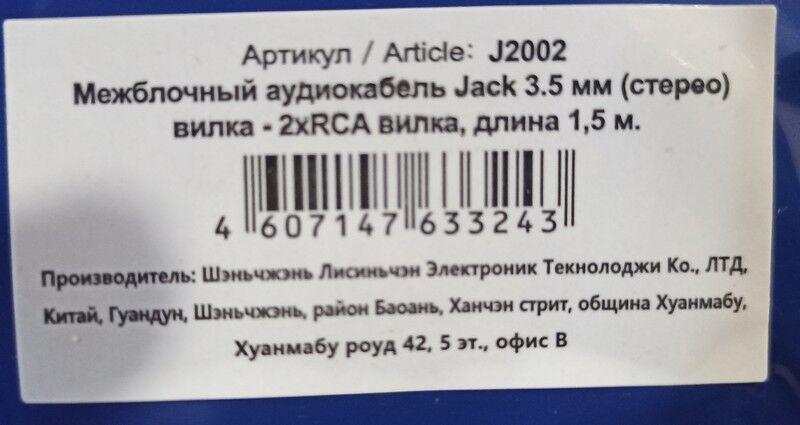 Артикул / Article: J2002
Межблочный аудиокабель Jack 3.5 мм (стерео)
вилка - 2xRCA вилка, длина 1,5 м.
4 607147 633243
Производитель: Шэньчжэнь Лисиньчэн Электроник Текнолоджи Ко., ЛТД,
Китай, Гуандун, Шэньчжэнь, район Баоань, Ханчэн стрит, община Хуанмабу,
Хуанмабу роуд 42, 5 эт., офис В